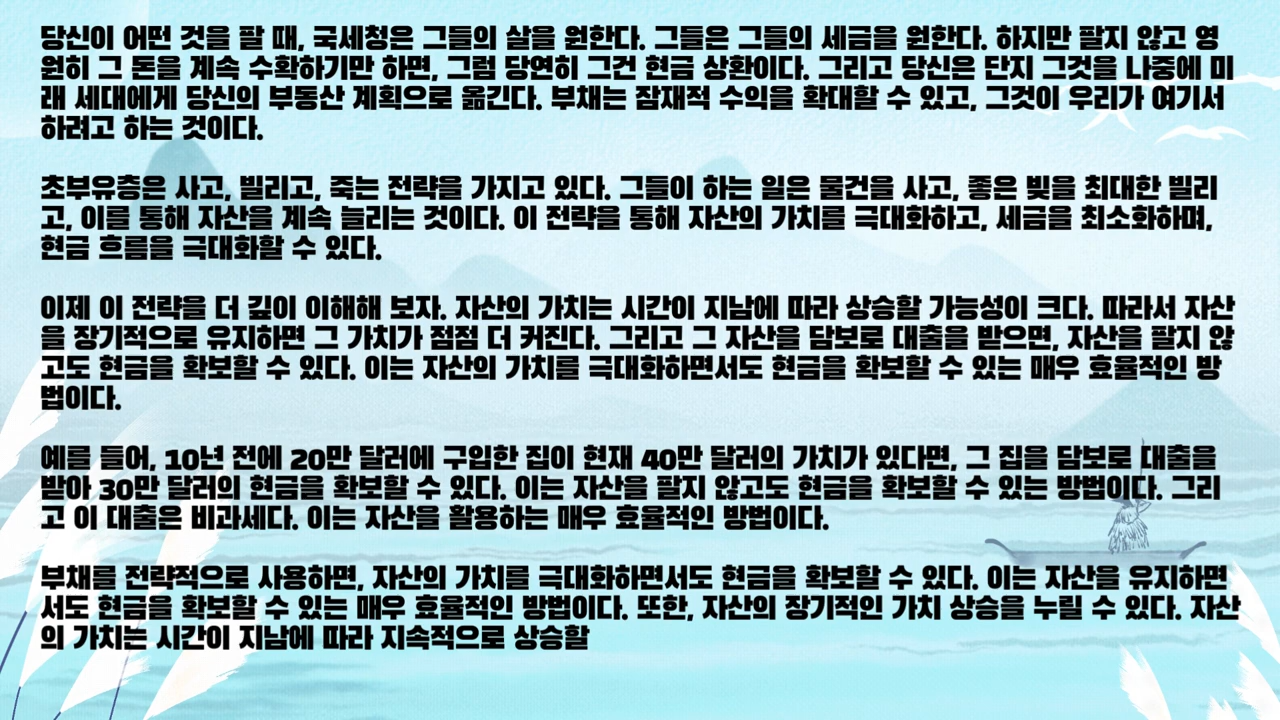 당신이 어떤 것을 팔 때, 국세청은 그들의 살을 원한다. 그들은 그들의 세금을 원한다. 하지만 팔지 않고 영
원히 그 돈을 계속 수확하기만 하면, 그럼 당연히 그건 현금 상환이다. 그리고 당신은 단지 그것을 나중에 미
래 세대에게 당신의 부동산 계획으로 옮긴다. 부채는 잠재적 수익을 확대할 수 있고, 그것이 우리가 여기서
하려고 하는 것이다.
초부유층은 사고, 빌리고, 죽는 전략을 가지고 있다. 그들이 하는 일은 물건을 사고, 좋은 빚을 최대한 빌리
고, 이를 통해 자산을 계속 늘리는 것이다. 이 전략을 통해 자산의 가치를 극대화하고, 세금을 최소화하며,
현금 흐름을 극대화할 수 있다.
이제 이 전략을 더 깊이 이해해 보자. 자산의 가치는 시간이 지남에 따라 상승할 가능성이 크다. 따라서 자산
을 장기적으로 유지하면 그 가치가 점점 더 커진다. 그리고 그 자산을 담보로 대출을 받으면, 자산을 팔지 않
고도 현금을 확보할 수 있다. 이는 자산의 가치를 극대화하면서도 현금을 확보할 수 있는 매우 효율적인 방
법이다.
예를 들어, 10년 전에 20만 달러에 구입한 집이 현재 40만 달러의 가치가 있다면, 그 집을 담보로 대출을
받아 30만 달러의 현금을 확보할 수 있다. 이는 자산을 팔지 않고도 현금을 확보할 수 있는 방법이다. 그리
고 이 대출은 비과세다. 이는 자산을 활용하는 매우 효율적인 방법이다.
부채를 전략적으로 사용하면, 자산의 가치를 극대화하면서도 현금을 확보할 수 있다. 이는 자산을 유지하면
서도 현금을 확보할 수 있는 매우 효율적인 방법이다. 또한, 자산의 장기적인 가치 상승을 누릴 수 있다. 자산
의 가치는 시간이 지남에 따라 지속적으로 상승할